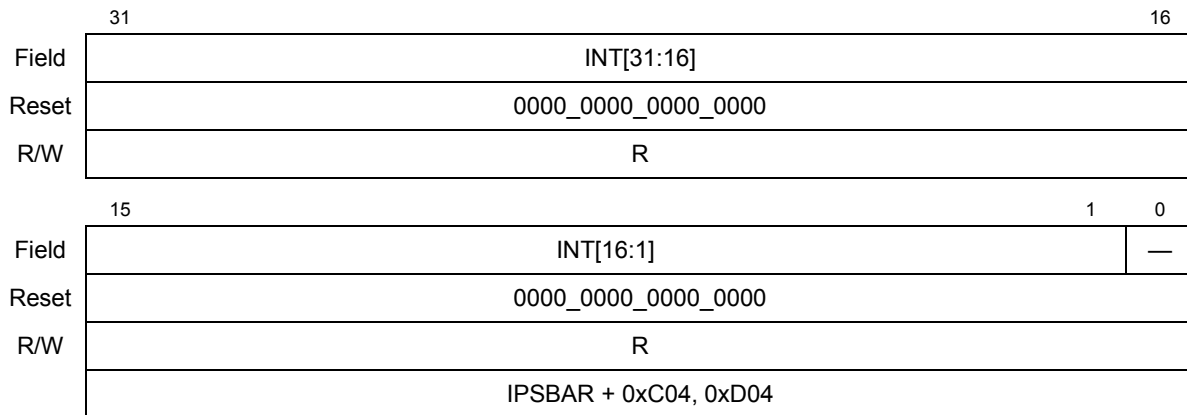 31 16
Field INT[31:16]
Reset 0000_0000_0000_0000
R/W R
15 1 0
Field INT[16:1] —
Reset 0000_0000_0000_0000
R/W R
IPSBAR + 0xC04, 0xD04